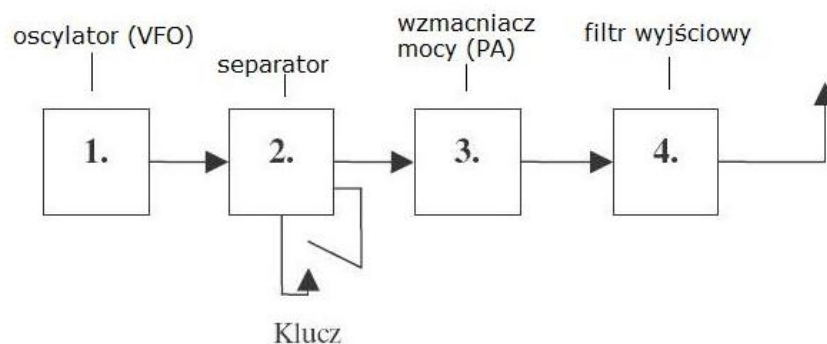 oscylator (VFO)
separator
wzmacniacz
mocy (PA)
filtr wyjściowy
1.
2.
3.
4.
Klucz